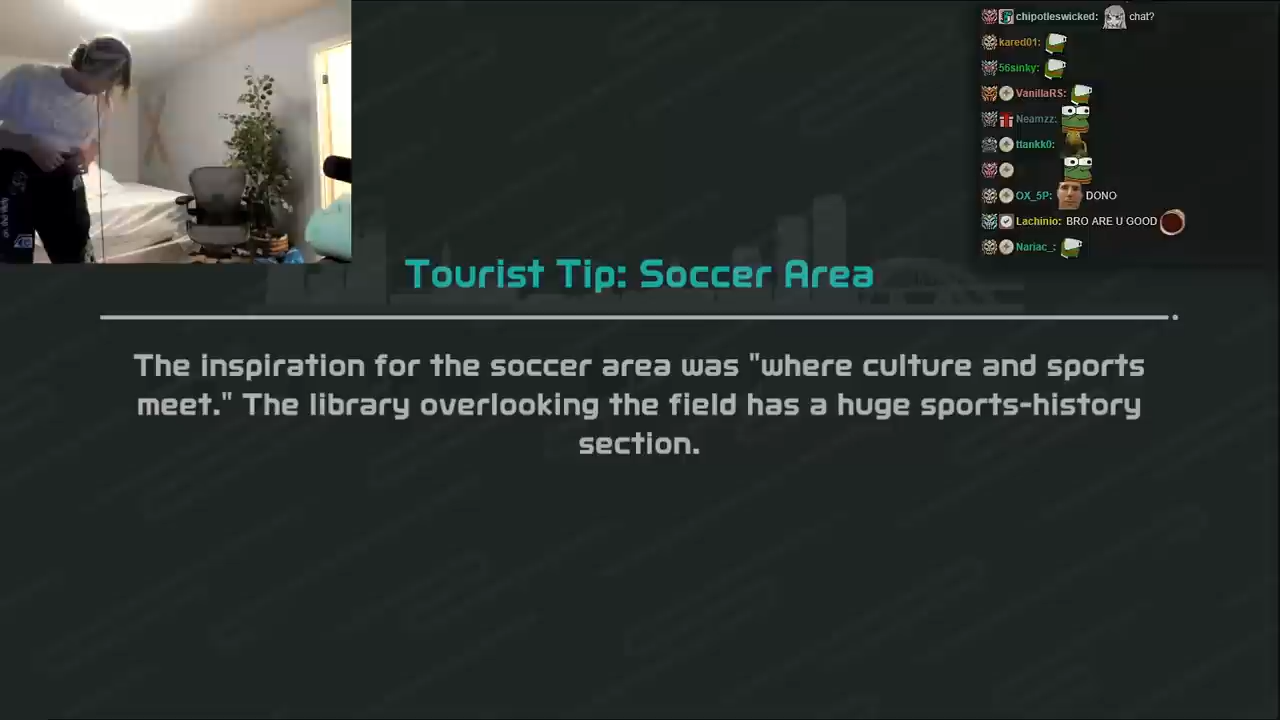 chipotleswicked: chat?
kared01:
56sinky:
VanillaRS:
Neamzz:
ttankk0:
OX_5P: DONO
Lachinio: BRO ARE U GOOD
Nariac_:
Tourist Tip: Soccer Area
The inspiration for the soccer area was "where culture and sports
meet." The library overlooking the field has a huge sports-history
section.